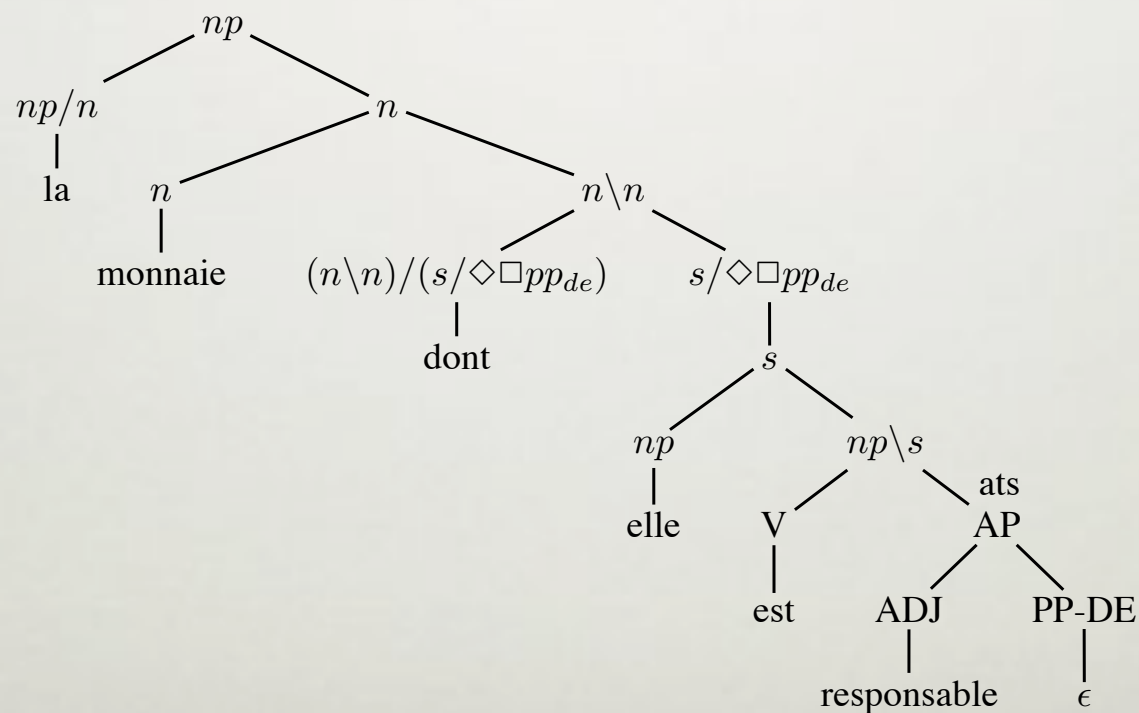 np
np/n n
la n n\n
monnaie (n\n)/(s/◇□pp_de) s/◇□pp_de
dont s
np np\s
ats
elle V AP
est ADJ PP-DE
responsable ϵ